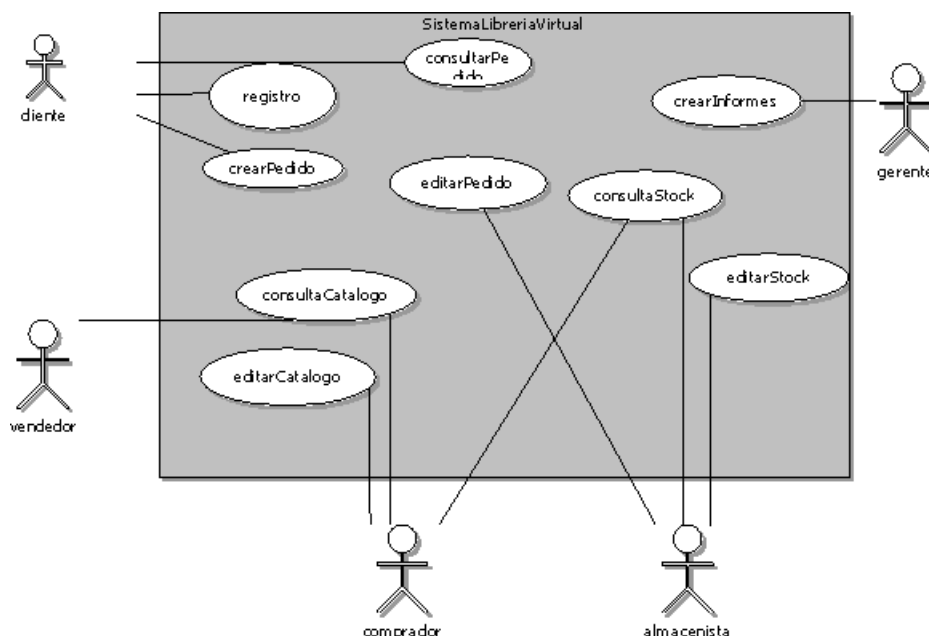 SistemaLibreriaVirtual
consultarPe
dido
registro
crearInformes
cliente
crearPedido
editarPedido
consultaStock
gerente
consultaCatalogo
editarStock
editarCatalogo
vendedor
comprador
almacenista